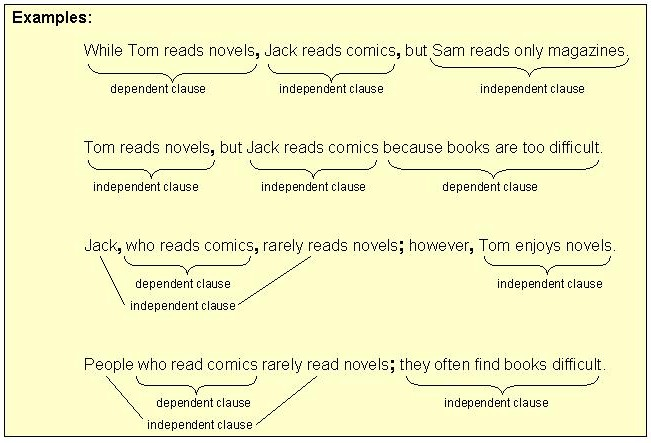 Examples:
While Tom reads novels, Jack reads comics, but Sam reads only magazines.
dependent clause independent clause independent clause
Tom reads novels, but Jack reads comics because books are too difficult.
independent clause independent clause dependent clause
Jack, who reads comics, rarely reads novels; however, Tom enjoys novels.
dependent clause independent clause
independent clause
People who read comics rarely read novels; they often find books difficult.
dependent clause independent clause
independent clause